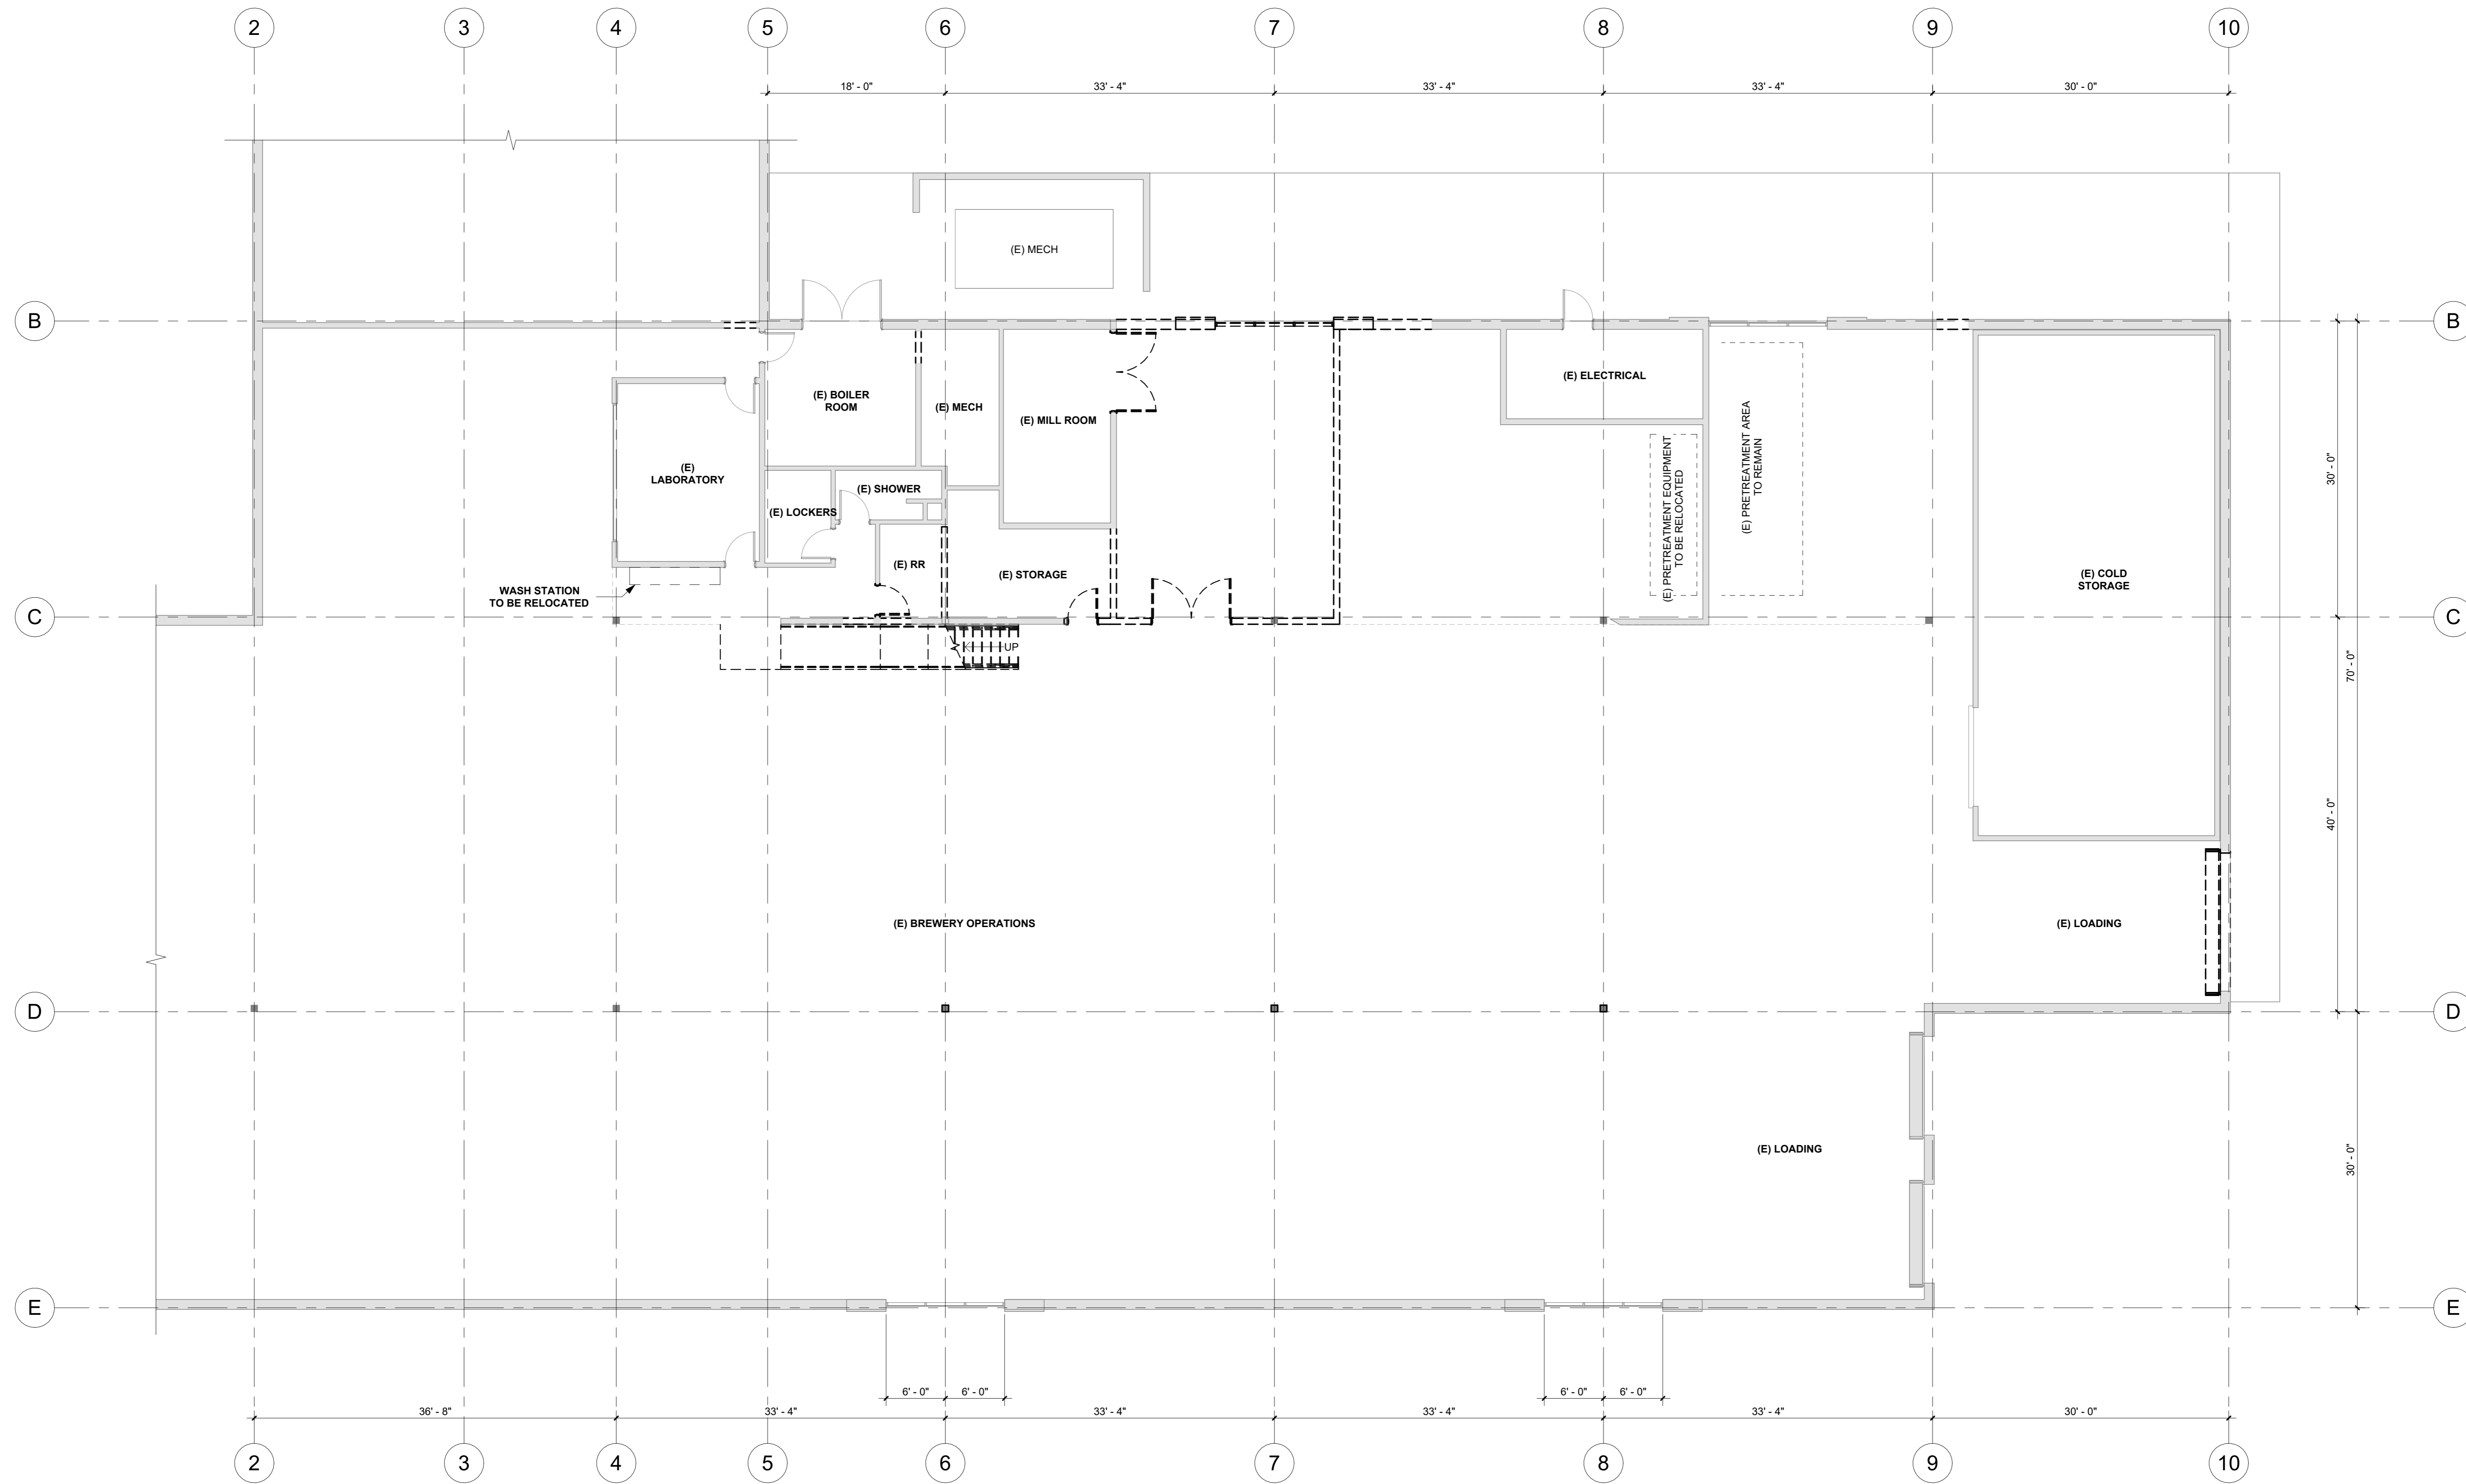 2 3 4 5 6 7 8 9 10
18' - 0" 33' - 4" 33' - 4" 33' - 4" 30' - 0"
(E) MECH
B B
(E) BOILER
ROOM
(E) MECH
(E) MILL ROOM
(E) ELECTRICAL
(E) PRETREATMENT EQUIPMENT
TO BE RELOCATED
(E) PRETREATMENT AREA
TO REMAIN
(E)
LABORATORY
(E) SHOWER
(E) LOCKERS
(E) RR
(E) STORAGE
(E) COLD
STORAGE
WASH STATION
TO BE RELOCATED
30' - 0"
C C
UP
70' - 0"
40' - 0"
(E) BREWERY OPERATIONS
(E) LOADING
D D
(E) LOADING
30' - 0"
E E
6' - 0" 6' - 0" 6' - 0" 6' - 0"
36' - 8" 33' - 4" 33' - 4" 33' - 4" 33' - 4" 30' - 0"
2 3 4 5 6 7 8 9 10